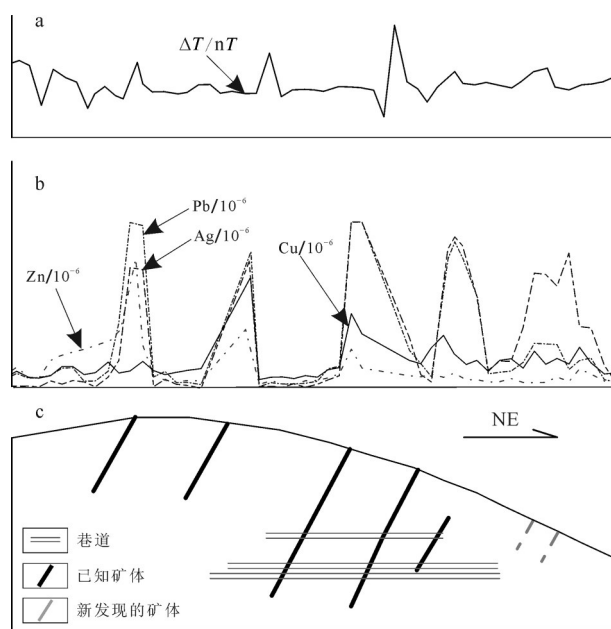 a
ΔT/nT
b
Pb/10⁻⁶
Ag/10⁻⁶
Zn/10⁻⁶
Cu/10⁻⁶
c
NE
巷道
已知矿体
新发现的矿体